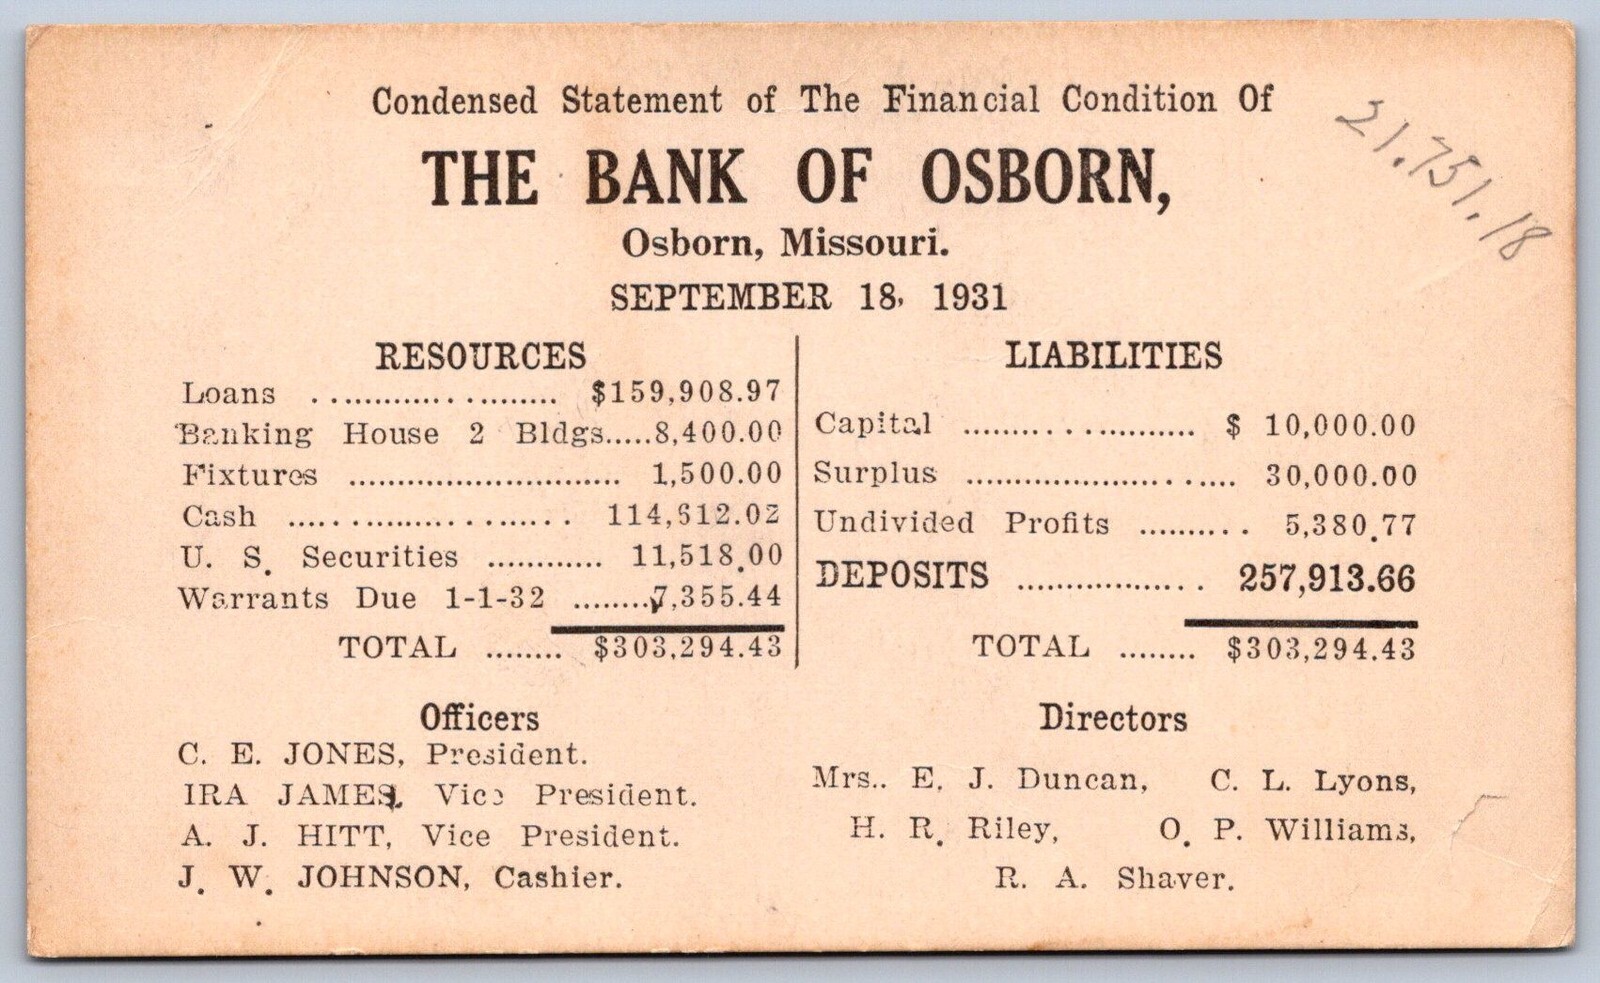 Condensed Statement of The Financial Condition Of
THE BANK OF OSBORN,
Osborn, Missouri.
SEPTEMBER 18, 1931
21.751.18
RESOURCES
Loans .................... $159,908.97
Banking House 2 Bldgs.....8,400.00
Fixtures ............................ 1,500.00
Cash ............................ 114,612.02
U. S. Securities ............ 11,518.00
Warrants Due 1-1-32 ........7,355.44
TOTAL ........ $303,294.43
LIABILITIES
Capital ........................ $ 10,000.00
Surplus ............................ 30,000.00
Undivided Profits .......... 5,380.77
DEPOSITS .................. 257,913.66
TOTAL ........ $303,294.43
Officers
C. E. JONES, President.
IRA JAMES, Vice President.
A. J. HITT, Vice President.
J. W. JOHNSON, Cashier.
Directors
Mrs.. E. J. Duncan, C. L. Lyons,
H. R. Riley, O. P. Williams,
R. A. Shaver.